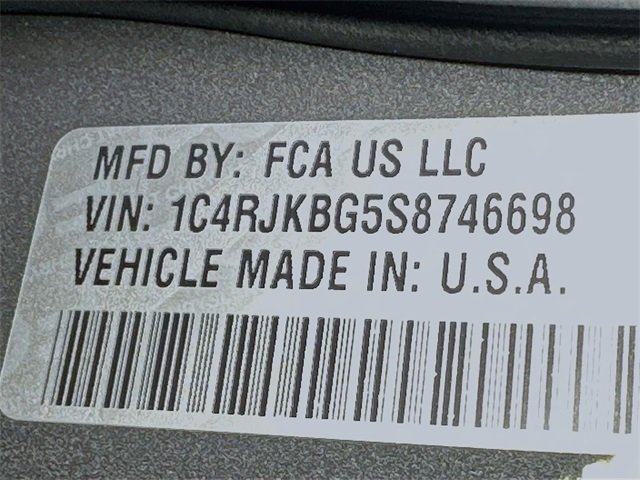 MFD BY: FCA US LLC
VIN: 1C4RJKBG5S8746698
VEHICLE MADE IN: U.S.A.